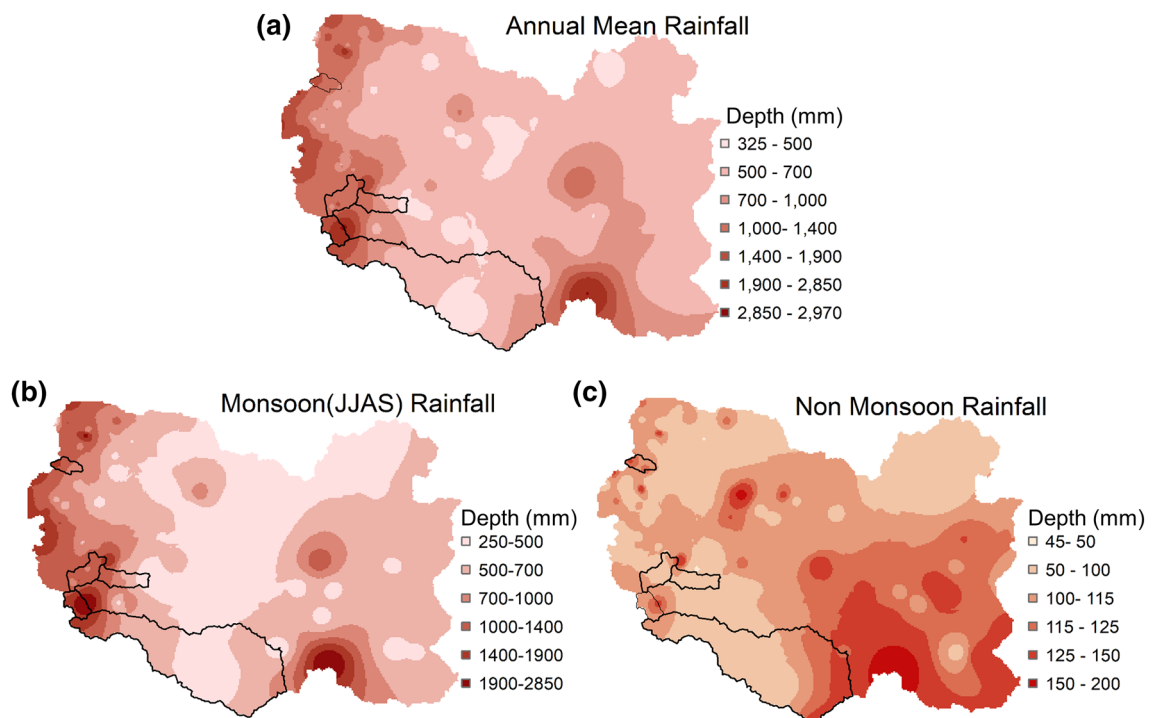 (a)
Annual Mean Rainfall
Depth (mm)
325 - 500
500 - 700
700 - 1,000
1,000- 1,400
1,400 - 1,900
1,900 - 2,850
2,850 - 2,970
(b)
Monsoon(JJAS) Rainfall
Depth (mm)
250-500
500-700
700-1000
1000-1400
1400-1900
1900-2850
(c)
Non Monsoon Rainfall
Depth (mm)
45- 50
50 - 100
100- 115
115 - 125
125 - 150
150 - 200